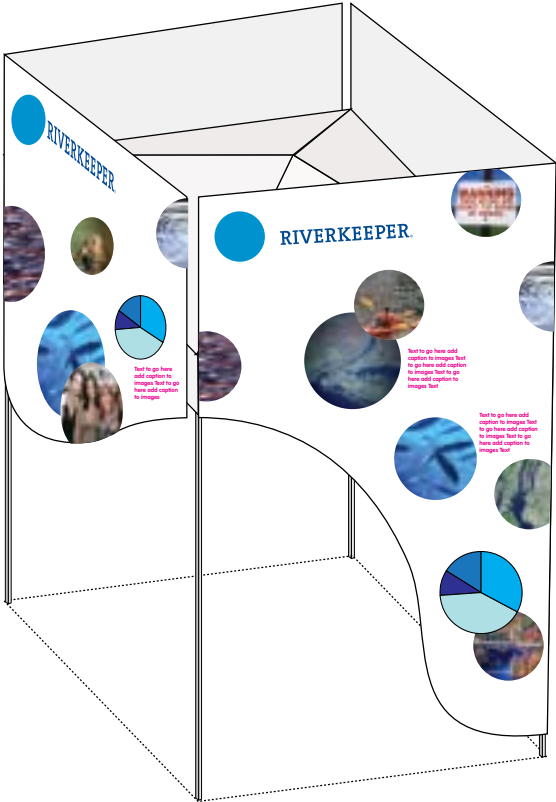 RIVERKEEPER®
Text to go here
add caption to
images Text to go
here add caption
to images
RIVERKEEPER®
WARNING
Text to go here add
caption to images Text
to go here add caption
to images Text to go
here add caption to
images Text
Text to go here add
caption to images Text
to go here add caption
to images Text to go
here add caption to
images Text